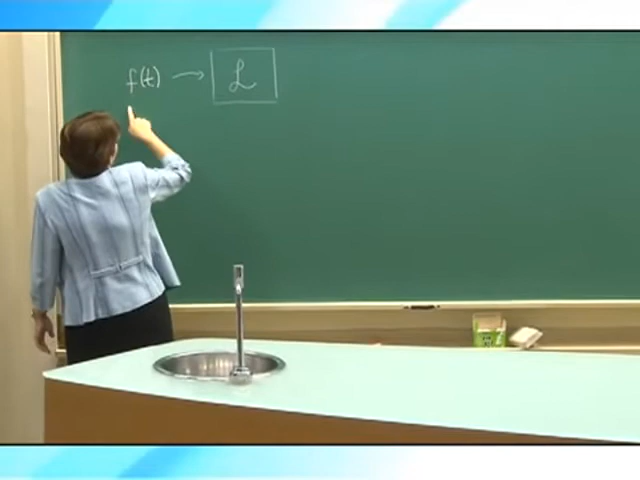 f(t) → ℒ